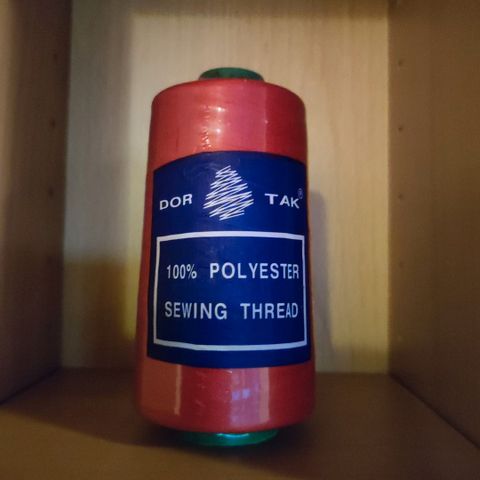 DOR TAK®
100% POLYESTER
SEWING THREAD